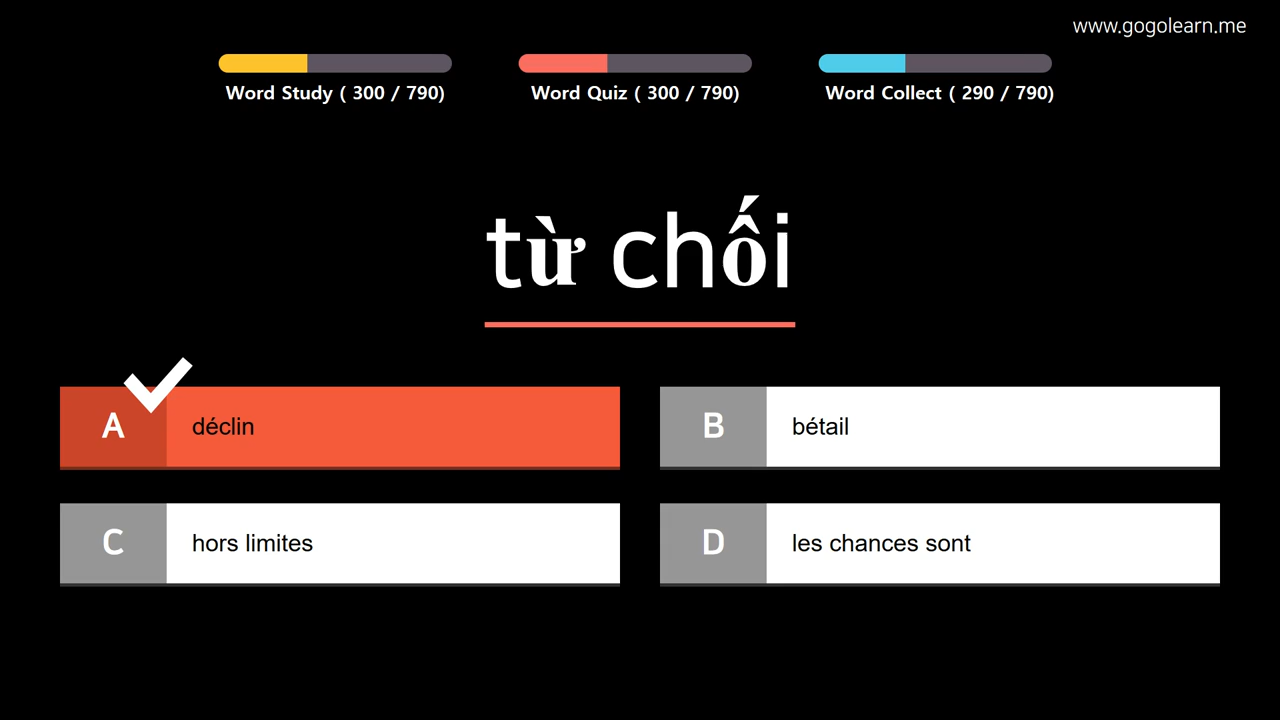 www.gogolearn.me
Word Study ( 300 / 790)
Word Quiz ( 300 / 790)
Word Collect ( 290 / 790)
từ chối
A déclin
B bétail
C hors limites
D les chances sont